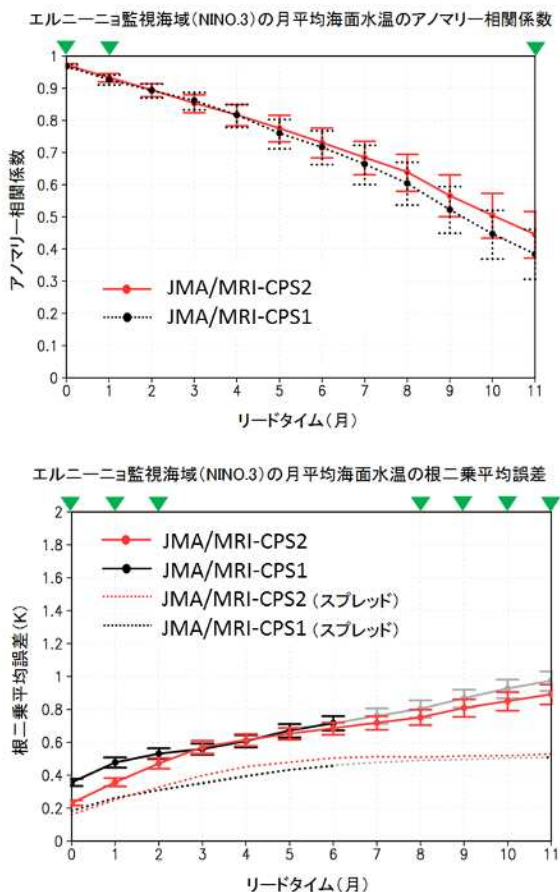 エルニーニョ監視海域(NINO.3)の月平均海面水温のアノマリー相関係数
1
0.9
0.8
0.7
0.6
0.5
0.4
0.3
0.2
0.1
0
アノマリー相関係数
JMA/MRI-CPS2
JMA/MRI-CPS1
0 1 2 3 4 5 6 7 8 9 10 11
リードタイム(月)
エルニーニョ監視海域(NINO.3)の月平均海面水温の根二乗平均誤差
2
1.8
1.6
1.4
1.2
1
0.8
0.6
0.4
0.2
0
根二乗平均誤差(K)
JMA/MRI-CPS2
JMA/MRI-CPS1
JMA/MRI-CPS2(スプレッド)
JMA/MRI-CPS1(スプレッド)
0 1 2 3 4 5 6 7 8 9 10 11
リードタイム(月)